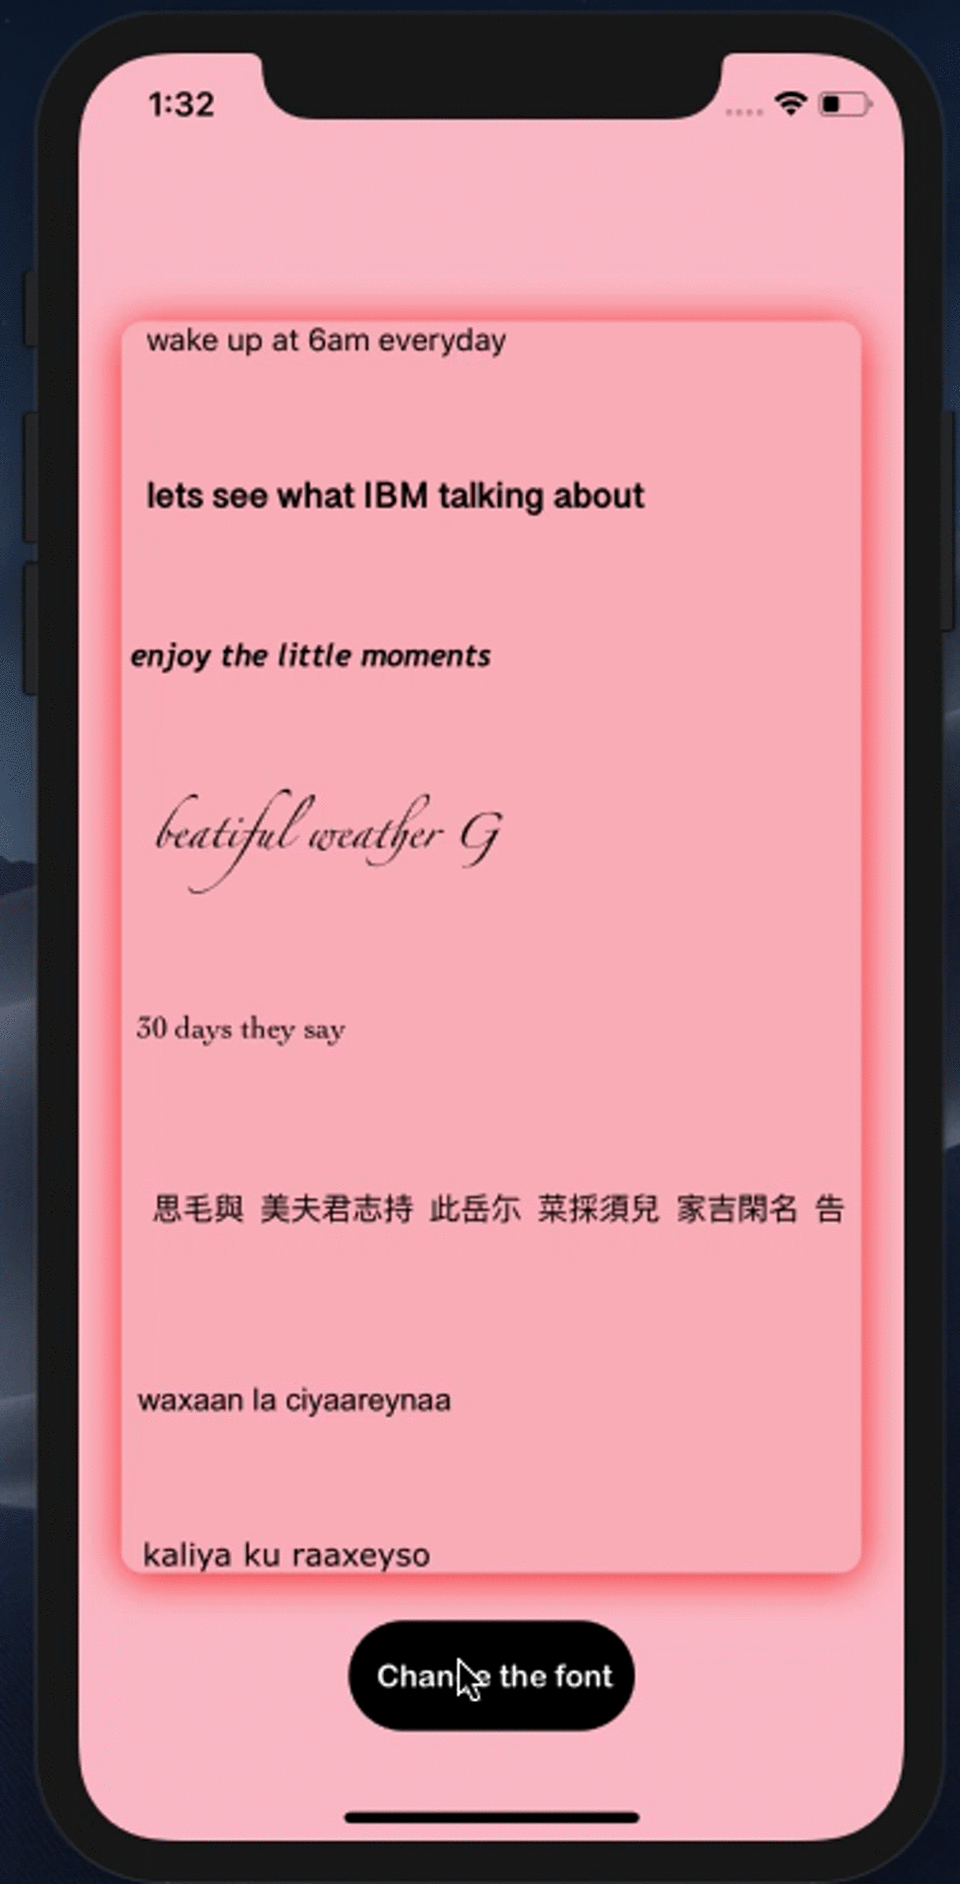 1:32
wake up at 6am everyday
lets see what IBM talking about
enjoy the little moments
beatiful weather G
30 days they say
思毛與 美夫君志持 此岳尓 菜採須兒 家吉閑名 告
waxaan la ciyaareynaa
kaliya ku raaxeyso
the font